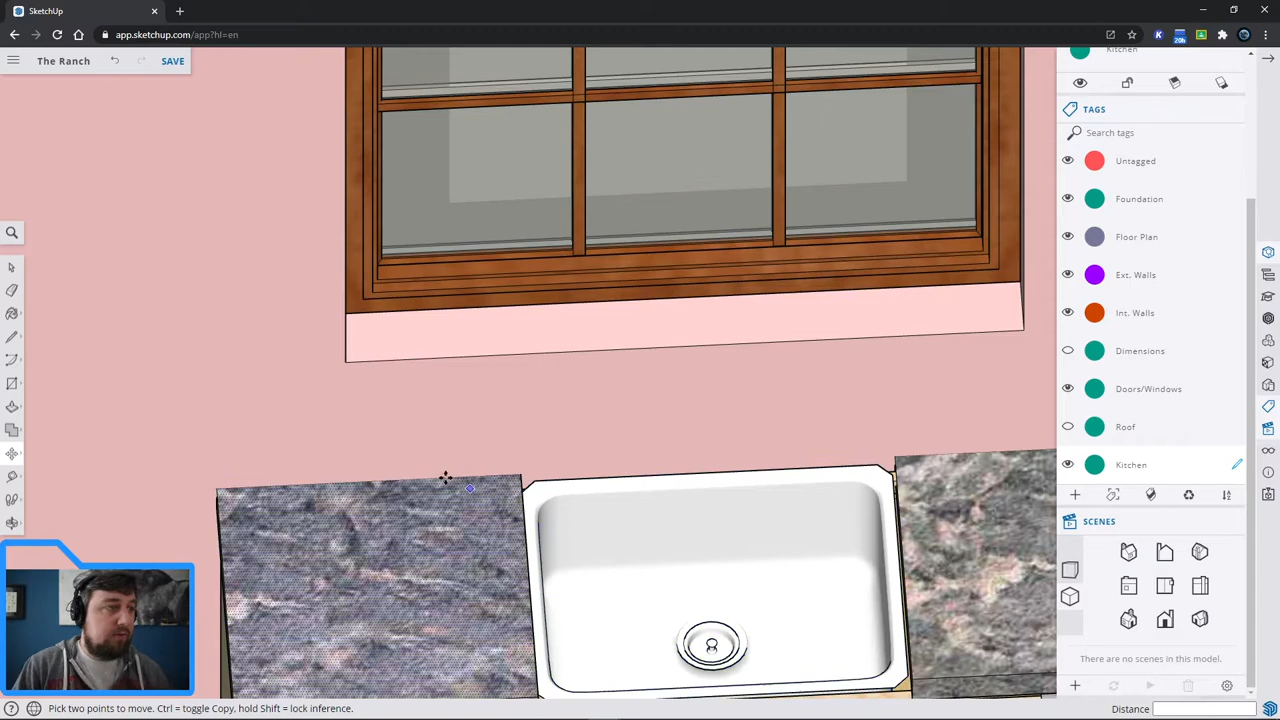 SketchUp
app.sketchup.com/app?hl=en
20h
The Ranch
SAVE
Kitchen
TAGS
Search tags
Untagged
Foundation
Floor Plan
Ext. Walls
Int. Walls
Dimensions
Doors/Windows
Roof
Kitchen
SCENES
There are no scenes in this model.
Pick two points to move. Ctrl = toggle Copy, hold Shift = lock inference.
Distance